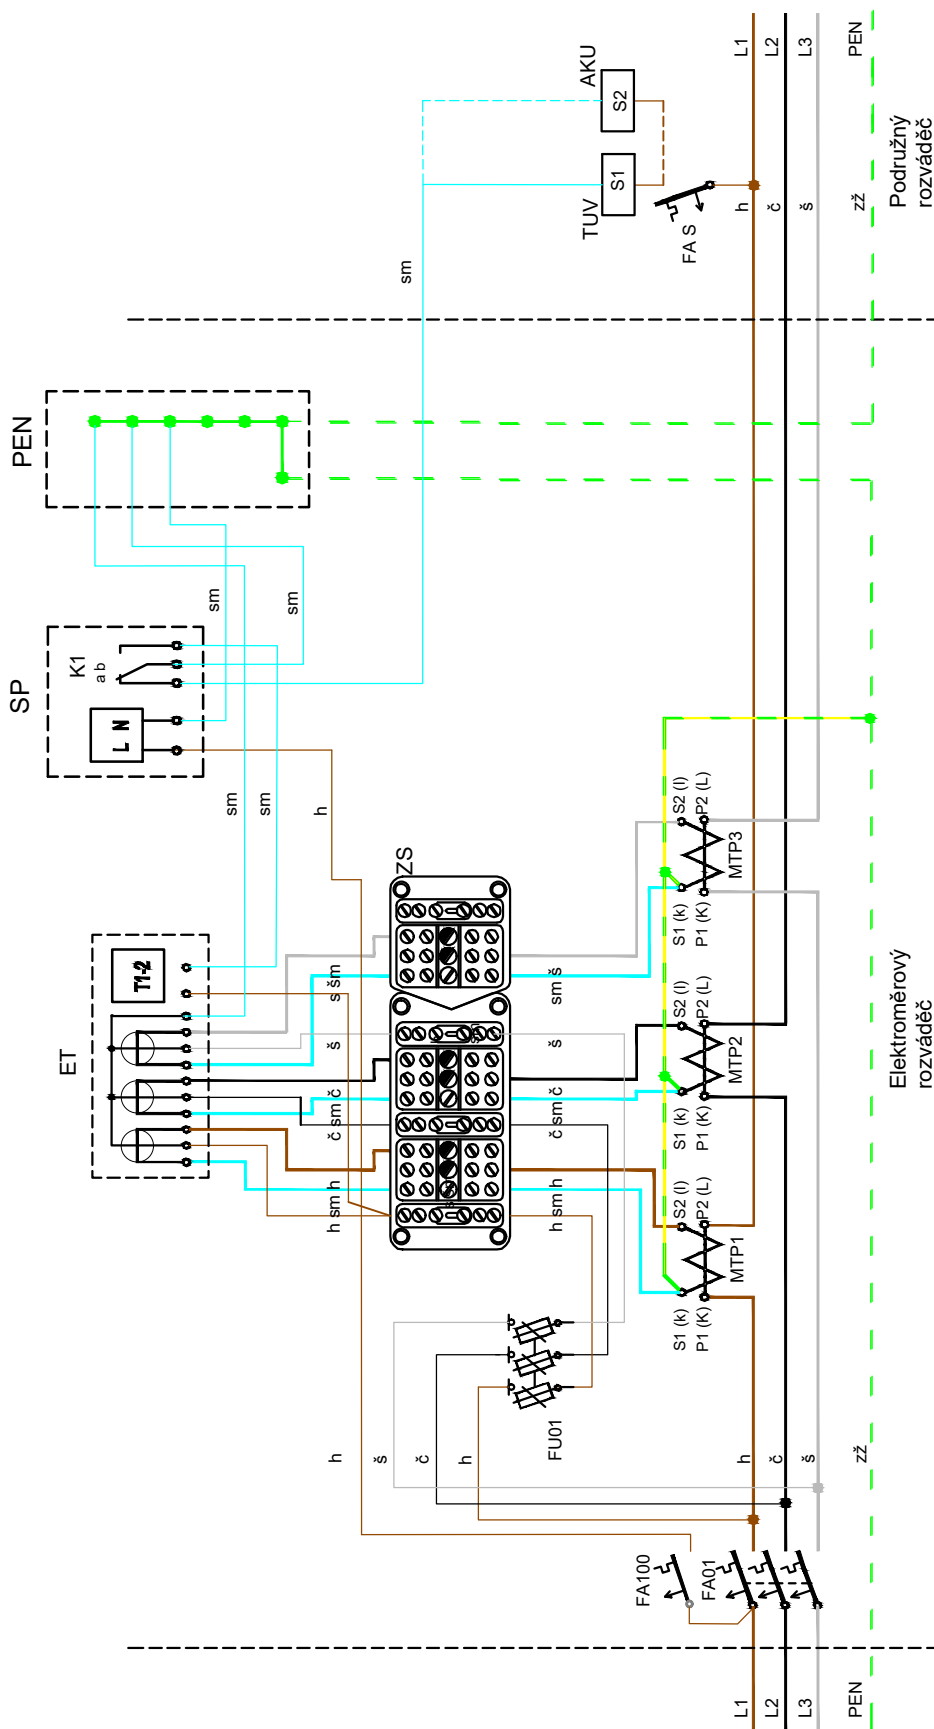 PEN
SP
K1
a b
L N
ET
T1-2
sm
sm
sm
sm
sm
h
ZS
AKU
S2
TUV
S1
FA S
L1
L2
L3
PEN
h
č
š
zž
Podružný
rozváděč
h
sm
h
č
sm
č
š
s
šm
h
sm
h
č
sm
č
š
sm
š
S1 (k)
S2 (l)
P1 (K)
P2 (L)
MTP3
S1 (k)
S2 (l)
P1 (K)
P2 (L)
MTP2
S1 (k)
S2 (l)
P1 (K)
P2 (L)
MTP1
Elektroměrový
rozváděč
FU01
h
š
č
h
h
č
š
zž
FA100
FA01
L1
L2
L3
PEN